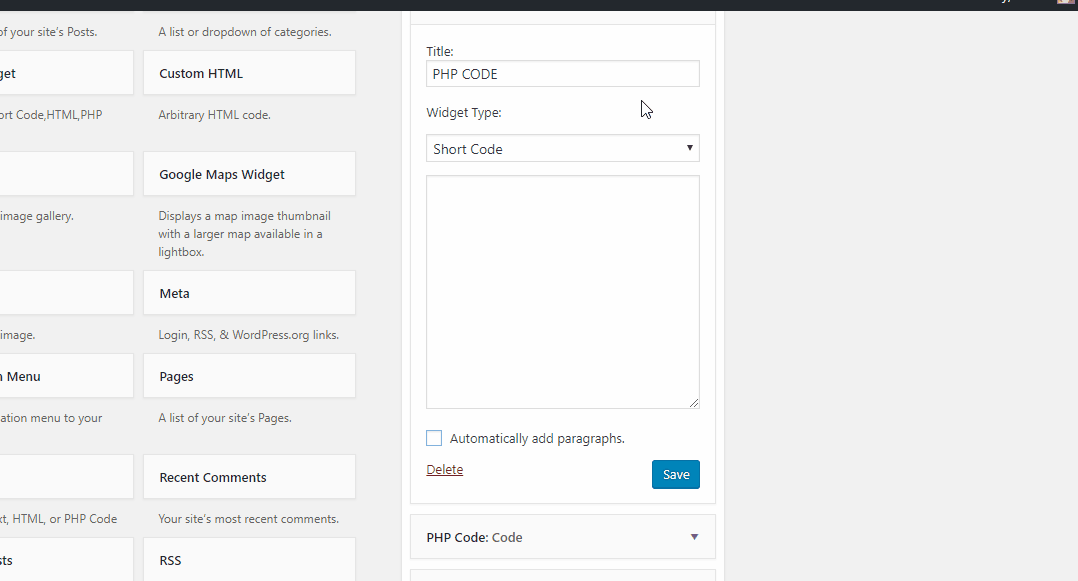 of your site's Posts.
A list or dropdown of categories.
get
Custom HTML
ort Code,HTML,PHP
Arbitrary HTML code.
Google Maps Widget
image gallery.
Displays a map image thumbnail
with a larger map available in a
lightbox.
Meta
image.
Login, RSS, & WordPress.org links.
n Menu
Pages
ation menu to your
A list of your site's Pages.
Recent Comments
xt, HTML, or PHP Code
Your site's most recent comments.
sts
RSS
Title:
PHP CODE
Widget Type:
Short Code
Automatically add paragraphs.
Delete
Save
PHP Code: Code